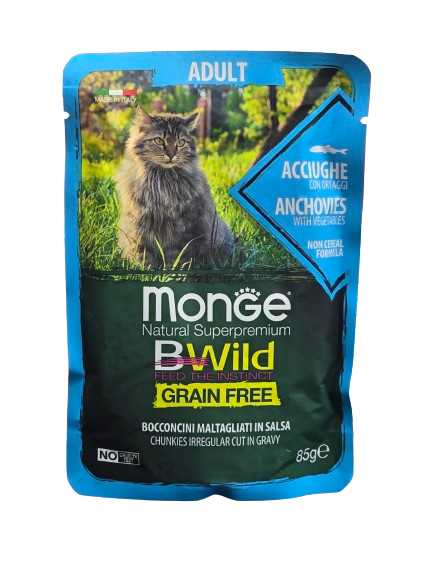 ADULT
MADE IN ITALY
ACCIUGHE
CON ORTAGGI
ANCHOVIES
WITH VEGETABLES
NON CEREAL
FORMULA
MONGE
Natural Superpremium
BWild
FEED THE INSTINCT
GRAIN FREE
BOCCONCINI MALTAGLIATI IN SALSA
CHUNKIES IRREGULAR CUT IN GRAVY
NO
85g℮